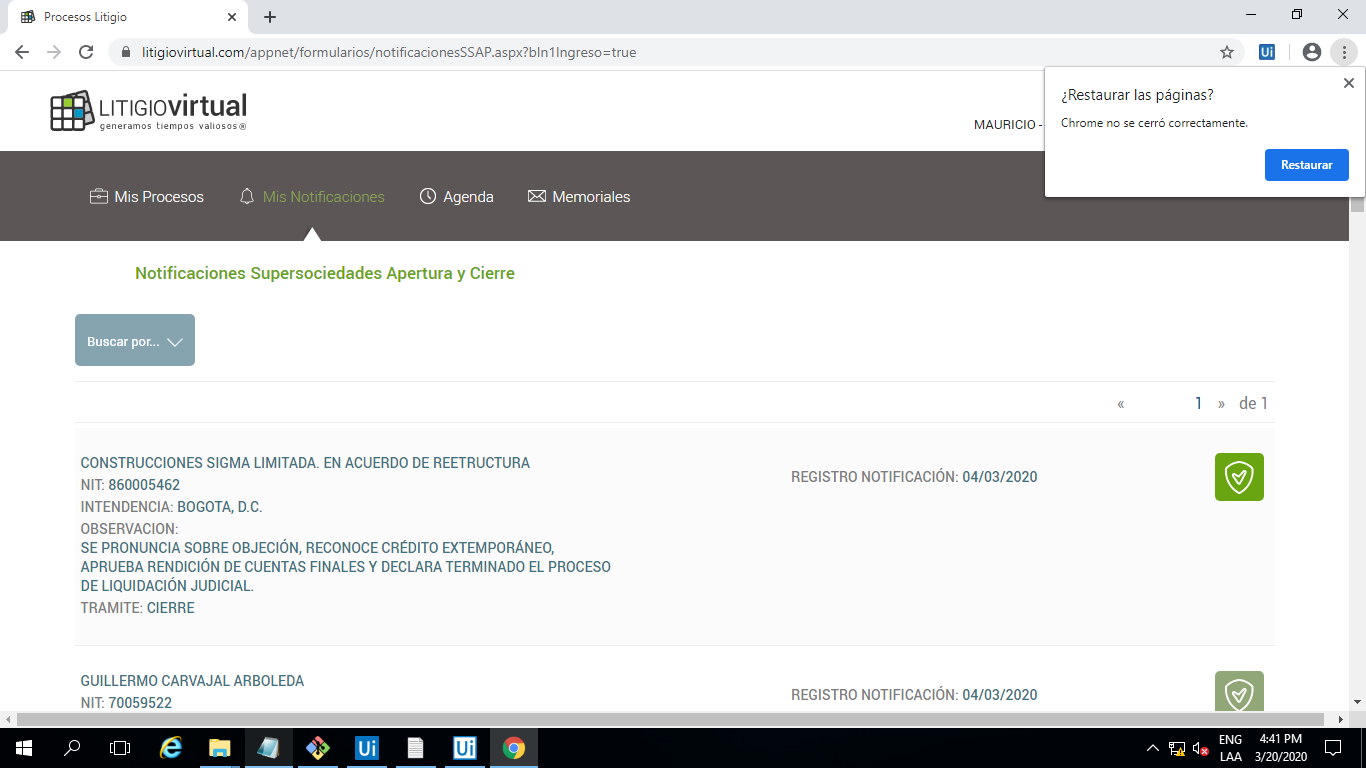 Procesos Litigio
litigiovirtual.com/appnet/formularios/notificacionesSSAP.aspx?bIn1Ingreso=true
Ui
¿Restaurar las páginas?
Chrome no se cerró correctamente.
Restaurar
LITIGIOvirtual
generamos tiempos valiosos®
MAURICIO -
Mis Procesos
Mis Notificaciones
Agenda
Memoriales
Notificaciones Supersociedades Apertura y Cierre
Buscar por...
« 1 » de 1
CONSTRUCCIONES SIGMA LIMITADA. EN ACUERDO DE REETRUCTURA
NIT: 860005462
INTENDENCIA: BOGOTA, D.C.
OBSERVACION:
SE PRONUNCIA SOBRE OBJECIÓN, RECONOCE CRÉDITO EXTEMPORÁNEO,
APRUEBA RENDICIÓN DE CUENTAS FINALES Y DECLARA TERMINADO EL PROCESO
DE LIQUIDACIÓN JUDICIAL.
TRAMITE: CIERRE
REGISTRO NOTIFICACIÓN: 04/03/2020
GUILLERMO CARVAJAL ARBOLEDA
NIT: 70059522
REGISTRO NOTIFICACIÓN: 04/03/2020
Ui
Ui
ENG
LAA
4:41 PM
3/20/2020